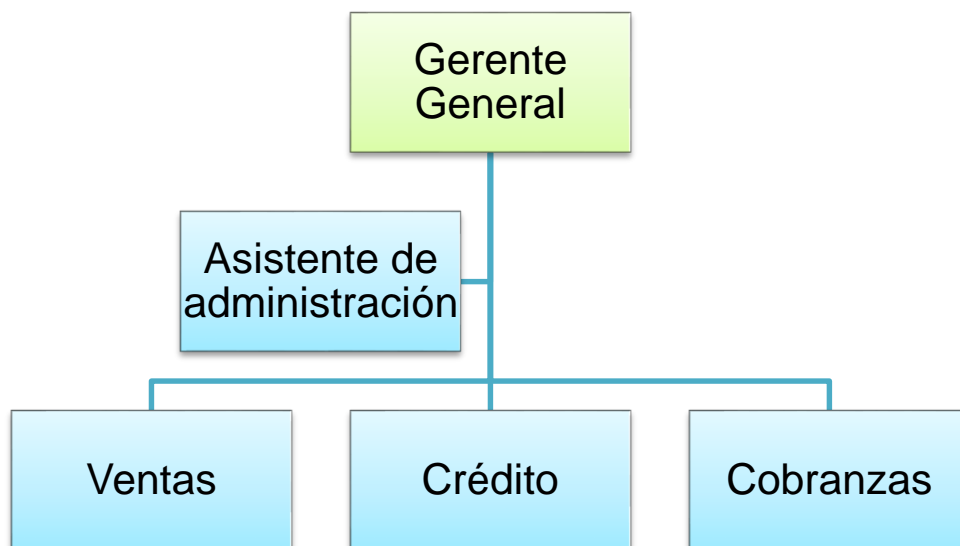 Gerente
General
Asistente de
administración
Ventas
Crédito
Cobranzas